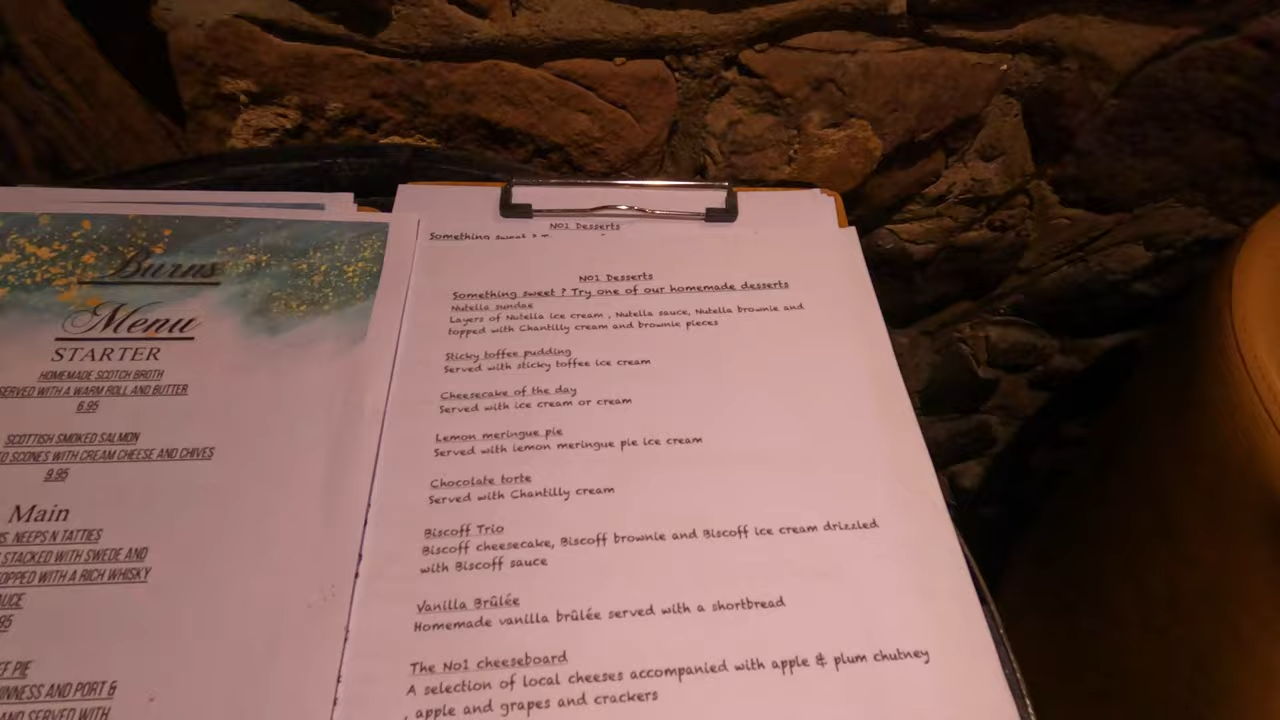 Burns
Menu
STARTER
HOMEMADE SCOTCH BROTH
SERVED WITH A WARM ROLL AND BUTTER
6.95
SCOTTISH SMOKED SALMON
SCONES WITH CREAM CHEESE AND CHIVES
9.95
Main
NEEPS N TATTIES
STACKED WITH SWEDE AND
TOPPED WITH A RICH WHISKY
PIE
AND PORT &
AND SERVED WITH
NO1 Desserts
Something sweet ?
NO1 Desserts
Something sweet ? Try one of our homemade desserts
Nutella sundae
Layers of Nutella ice cream , Nutella sauce, Nutella brownie and
topped with Chantilly cream and brownie pieces
Sticky toffee pudding
Served with sticky toffee ice cream
Cheesecake of the day
Served with ice cream or cream
Lemon meringue pie
Served with lemon meringue pie ice cream
Chocolate torte
Served with Chantilly cream
Biscoff Trio
Biscoff cheesecake, Biscoff brownie and Biscoff ice cream drizzled
with Biscoff sauce
Vanilla Brûlée
Homemade vanilla brûlée served with a shortbread
The No1 cheeseboard
A selection of local cheeses accompanied with apple & plum chutney
, apple and grapes and crackers